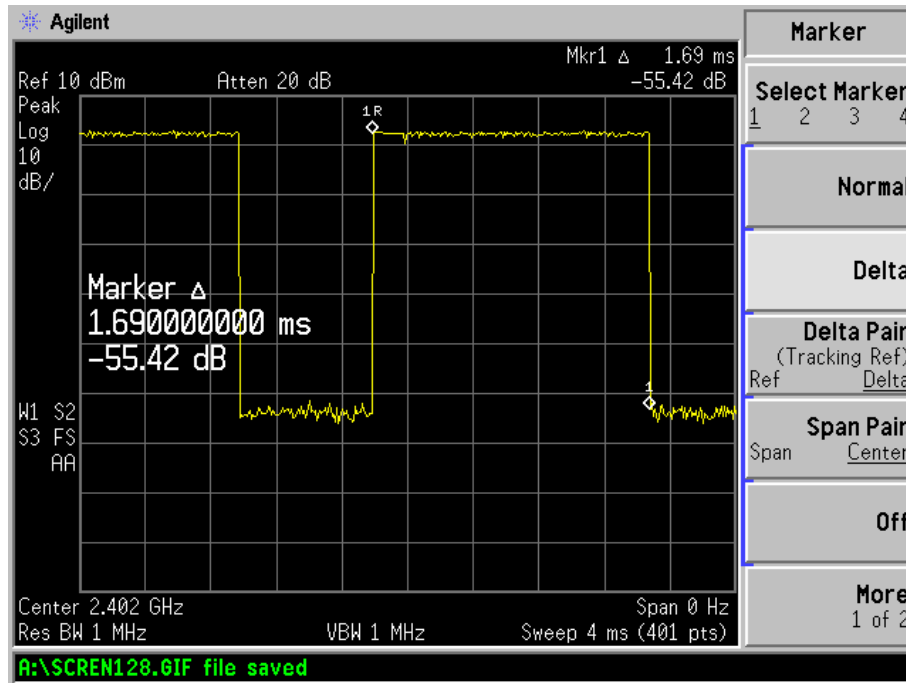 Agilent
Marker
Mkr1 Δ 1.69 ms
Ref 10 dBm Atten 20 dB -55.42 dB
Peak
Log
10
dB/
1R
Marker Δ
1.690000000 ms
-55.42 dB
1
W1 S2
S3 FS
AA
Center 2.402 GHz Span 0 Hz
Res BW 1 MHz VBW 1 MHz Sweep 4 ms (401 pts)
A:\SCREN128.GIF file saved
Select Marker
1 2 3 4
Normal
Delta
Delta Pair
(Tracking Ref)
Ref Delta
Span Pair
Span Center
Off
More
1 of 2